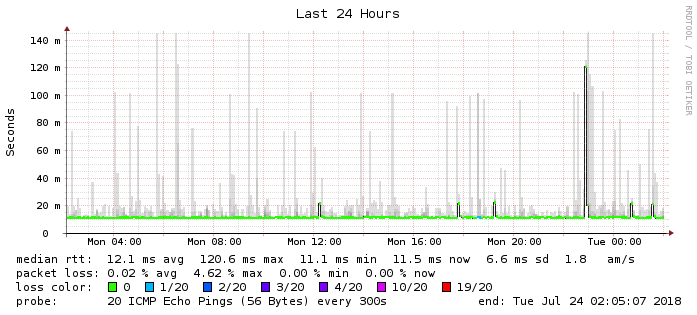 Last 24 Hours
RRDTOOL / TOBI OETIKER
Seconds
140 m
120 m
100 m
80 m
60 m
40 m
20 m
0
Mon 04:00 Mon 08:00 Mon 12:00 Mon 16:00 Mon 20:00 Tue 00:00
median rtt: 12.1 ms avg 120.6 ms max 11.1 ms min 11.5 ms now 6.6 ms sd 1.8 am/s
packet loss: 0.02 % avg 4.62 % max 0.00 % min 0.00 % now
loss color: 0 1/20 2/20 3/20 4/20 10/20 19/20
probe: 20 ICMP Echo Pings (56 Bytes) every 300s end: Tue Jul 24 02:05:07 2018